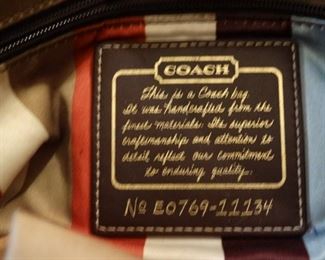 COACH
This is a Coach bag.
It was handcrafted from the
finest materials. Its superior
craftsmanship and attention to
detail reflect our commitment
to enduring quality.
No E0769-11134